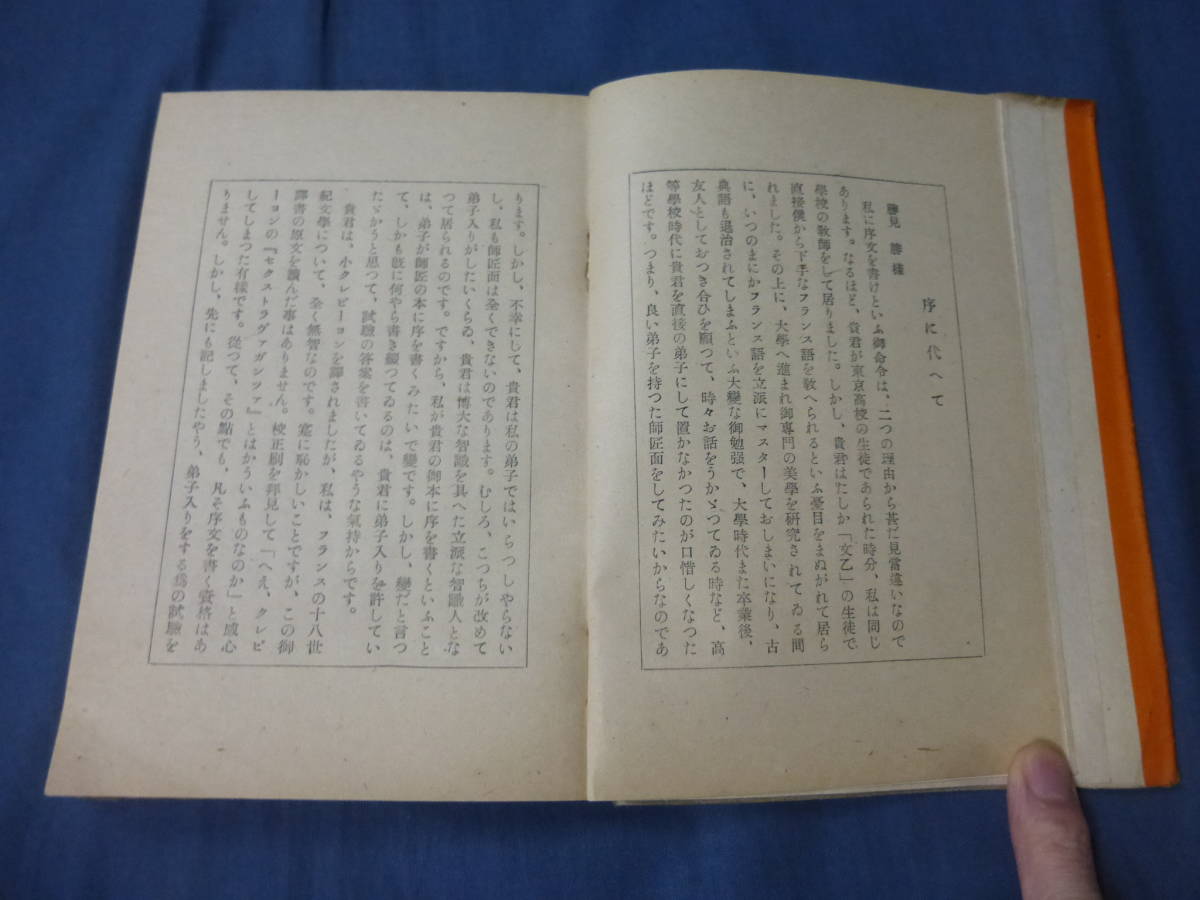 序に代へて
勝見 勝樣
私に序文を書けといふ御命令は、二つの理由から甚だ見當違いなので
あります。なるほど、貴君が東京高校の生徒であられた時分、私は同じ
學校の敎師をして居りました。しかし、貴君はたしか「文乙」の生徒で
直接僕から下手なフランス語を敎へられるといふ憂目をまぬがれて居ら
れました。その上に、大學へ進まれ御專門の美學を硏究されてゐる間
に、いつのまにかフランス語を立派にマスターしておしまいになり、古
典語も退治されてしまふといふ大變な御勉强で、大學時代また卒業後、
友人としておつき合ひを願つて、時々お話をうかゞつてゐる時など、高
等學校時代に貴君を直接の弟子にして置かなかつたのが口惜しくなつた
ほどです。つまり、良い弟子を持つた師匠面をしてみたいからなのであ
ります。しかし、不幸にして、貴君は私の弟子ではいらつしやらない
し、私も師匠面は全くできないのであります。むしろ、こつちが改めて
弟子入りがしたいくらゐ、貴君は博大な智識を具へた立派な智識人とな
つて居られるのです。ですから、私が貴君の御本に序を書くといふこと
は、弟子が師匠の本に序を書くみたいで變です。しかし、變だと言つ
て、しかも旣に何やら書き綴つてゐるのは、貴君に弟子入りを許してい
たゞかうと思つて、試驗の答案を書いてゐるやうな氣持からです。
貴君は、小クレビーヨンを譯されましたが、私は、フランスの十八世
紀文學について、全く無智なのです。寔に恥かしいことですが、この御
譯書の原文を讀んだ事はありません。校正刷を拜見して「へえ、クレビ
ーヨンの『セクストラヴァガンツァ』とはかういふものなのか」と感心
してしまつた有樣です。從つて、その點でも、凡そ序文を書く資格はあ
りません。しかし、先にも記しましたやう、弟子入りをする爲の試驗を